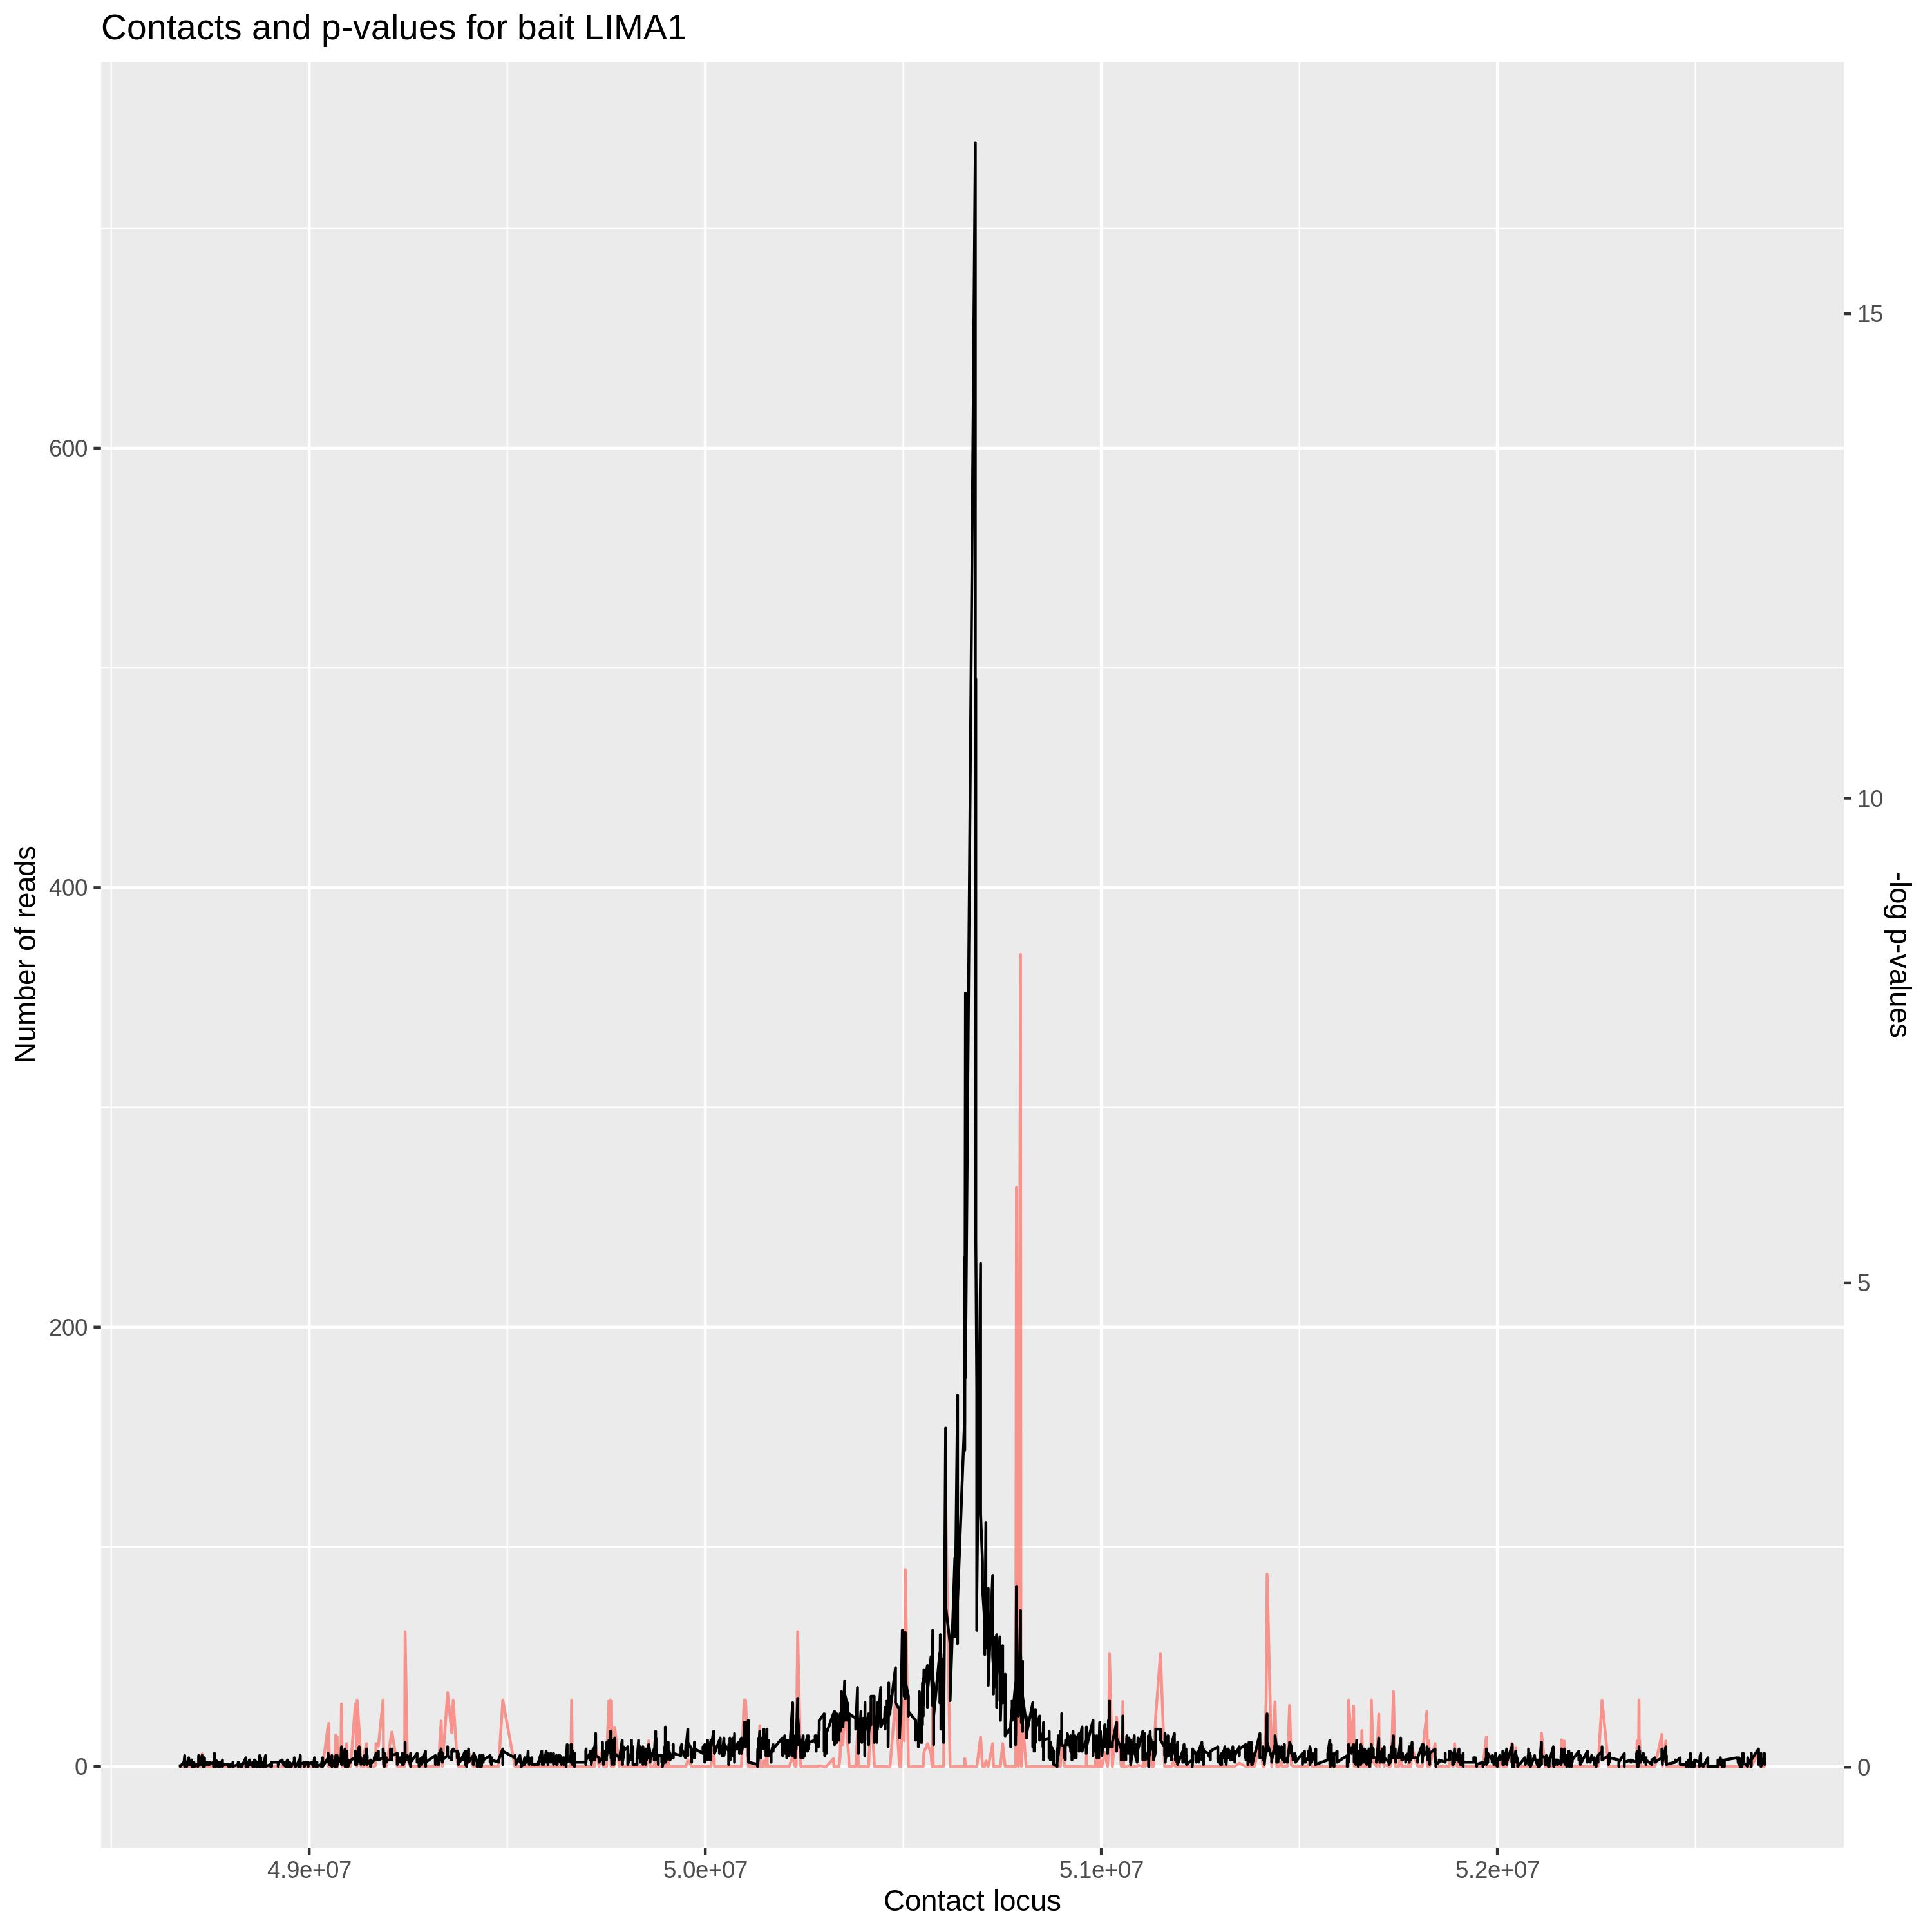 Contacts and p-values for bait LIMA1
Number of reads
600
400
200
0
15
10
5
0
-log p-values
4.9e+07 5.0e+07 5.1e+07 5.2e+07
Contact locus